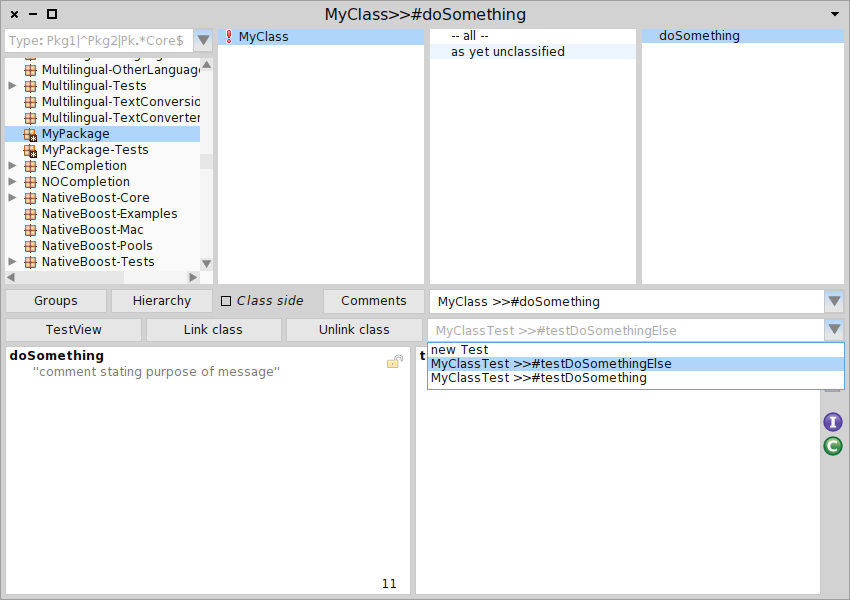 MyClass>>#doSomething
Type: Pkg1|^Pkg2|Pk.*Core$
Multilingual-OtherLanguage
Multilingual-Tests
Multilingual-TextConversio
Multilingual-TextConverter
MyPackage
MyPackage-Tests
NECompletion
NOCompletion
NativeBoost-Core
NativeBoost-Examples
NativeBoost-Mac
NativeBoost-Pools
NativeBoost-Tests
MyClass
-- all --
as yet unclassified
doSomething
Groups
Hierarchy
Class side
Comments
MyClass >>#doSomething
TestView
Link class
Unlink class
MyClassTest >>#testDoSomethingElse
new Test
MyClassTest >>#testDoSomethingElse
MyClassTest >>#testDoSomething
doSomething
"comment stating purpose of message"
11
t
I
C